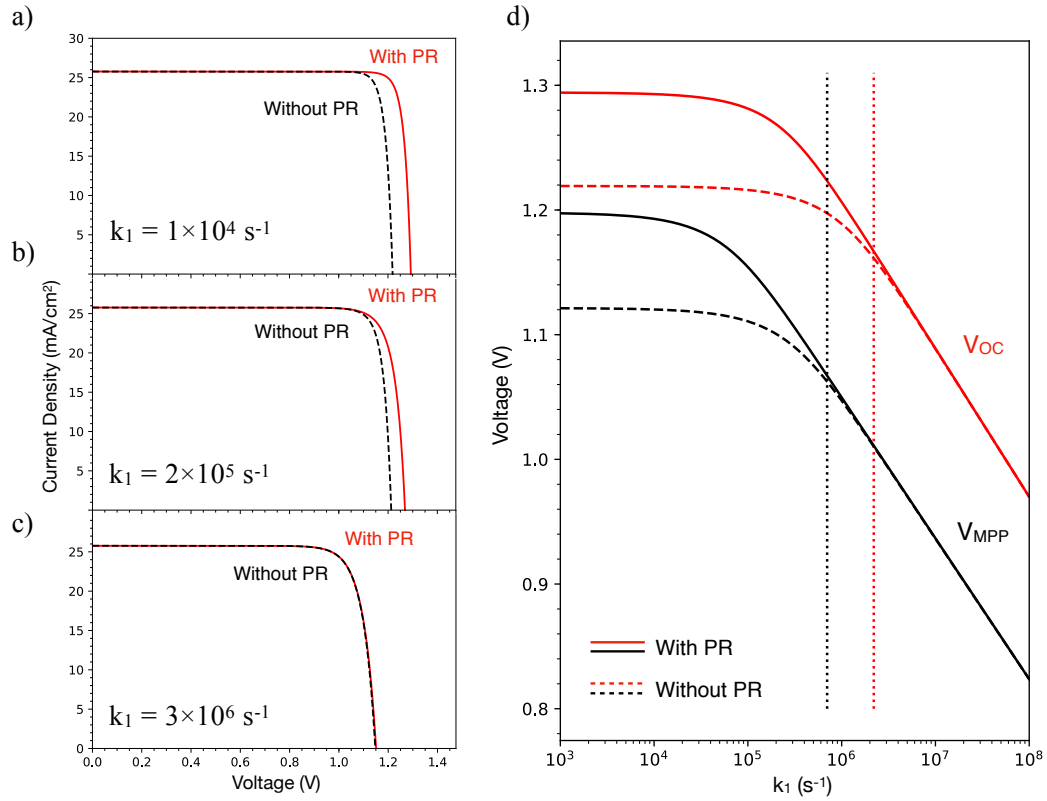 a)
30
25
20
15
10
5
With PR
Without PR
k₁ = 1×10⁴ s⁻¹
b)
25
20
15
10
5
With PR
Without PR
k₁ = 2×10⁵ s⁻¹
c)
25
20
15
10
5
0
With PR
Without PR
k₁ = 3×10⁶ s⁻¹
0.0 0.2 0.4 0.6 0.8 1.0 1.2 1.4
Voltage (V)
Current Density (mA/cm²)
d)
1.3
1.2
1.1
1.0
0.9
0.8
Voltage (V)
V_OC
V_MPP
With PR
Without PR
10³ 10⁴ 10⁵ 10⁶ 10⁷ 10⁸
k₁ (s⁻¹)